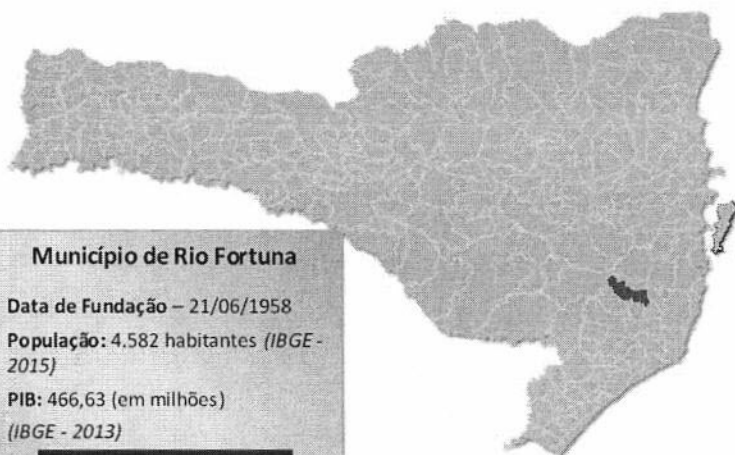 Município de Rio Fortuna
Data de Fundação – 21/06/1958
População: 4.582 habitantes (IBGE -
2015)
PIB: 466,63 (em milhões)
(IBGE - 2013)